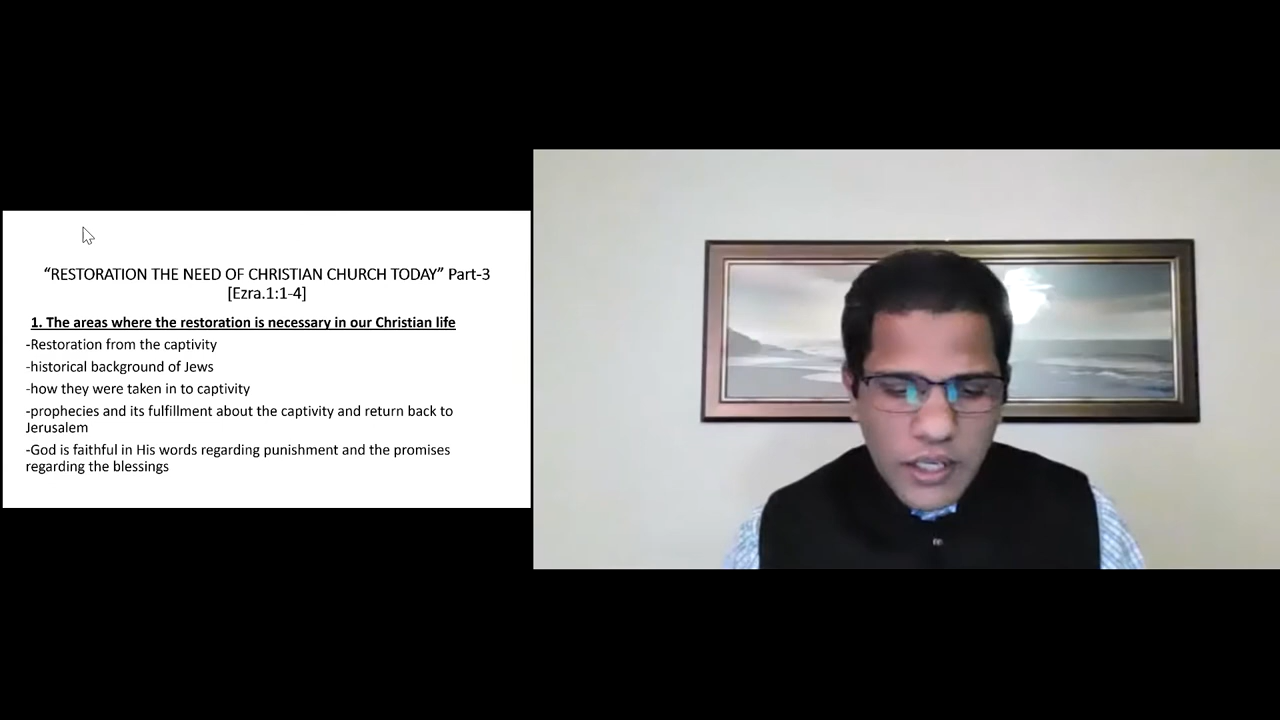 “RESTORATION THE NEED OF CHRISTIAN CHURCH TODAY” Part-3
[Ezra.1:1-4]
1. The areas where the restoration is necessary in our Christian life
-Restoration from the captivity
-historical background of Jews
-how they were taken in to captivity
-prophecies and its fulfillment about the captivity and return back to
Jerusalem
-God is faithful in His words regarding punishment and the promises
regarding the blessings